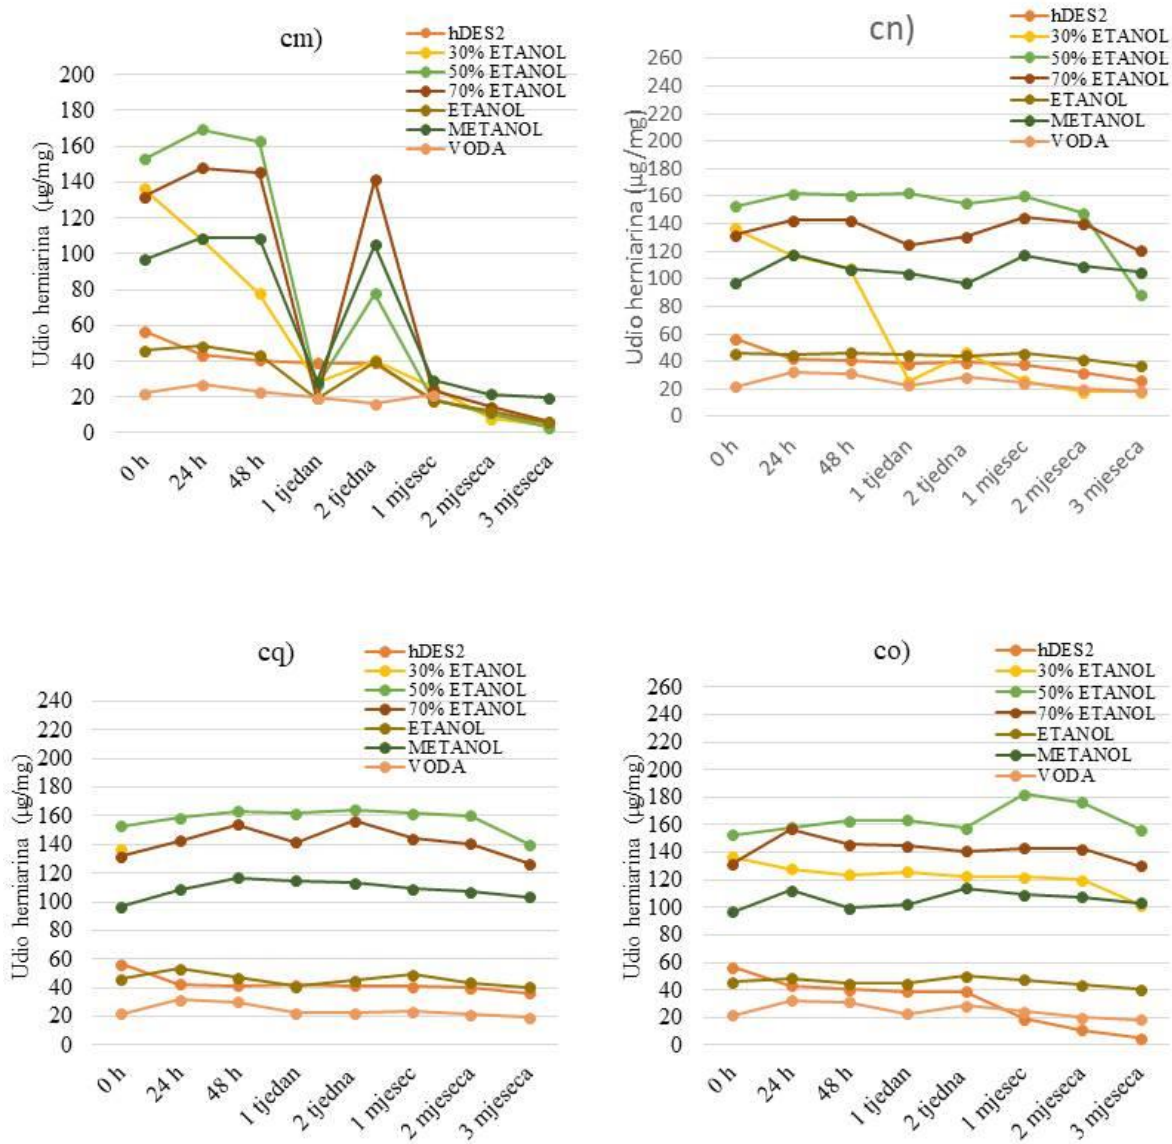 cm)
hDES2
30% ETANOL
50% ETANOL
70% ETANOL
ETANOL
METANOL
VODA
Udio herniarina (µg/mg)
200
180
160
140
120
100
80
60
40
20
0
0 h
24 h
48 h
1 tjedan
2 tjedna
1 mjesec
2 mjeseca
3 mjeseca
cn)
hDES2
30% ETANOL
50% ETANOL
70% ETANOL
ETANOL
METANOL
VODA
Udio herniarina (µg/mg)
260
240
220
200
180
160
140
120
100
80
60
40
20
0
0 h
24 h
48 h
1 tjedan
2 tjedna
1 mjesec
2 mjeseca
3 mjeseca
cq)
hDES2
30% ETANOL
50% ETANOL
70% ETANOL
ETANOL
METANOL
VODA
Udio herniarina (µg/mg)
240
220
200
180
160
140
120
100
80
60
40
20
0
0 h
24 h
48 h
1 tjedan
2 tjedna
1 mjesec
2 mjeseca
3 mjeseca
co)
hDES2
30% ETANOL
50% ETANOL
70% ETANOL
ETANOL
METANOL
VODA
Udio herniarina (µg/mg)
260
240
220
200
180
160
140
120
100
80
60
40
20
0
0 h
24 h
48 h
1 tjedan
2 tjedna
1 mjesec
2 mjeseca
3 mjeseca